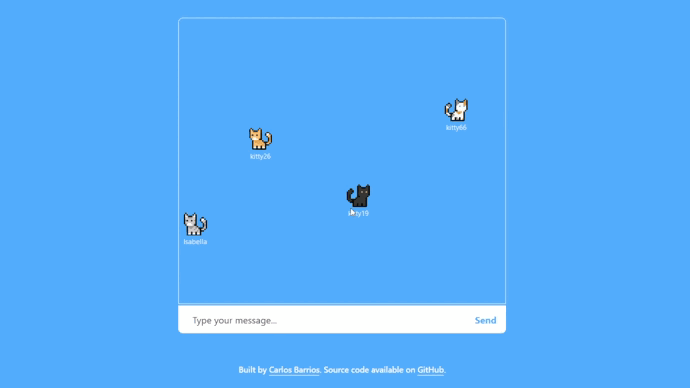 kitty66
kitty26
kitty19
Isabella
Type your message...
Send
Built by Carlos Barrios. Source code available on GitHub.